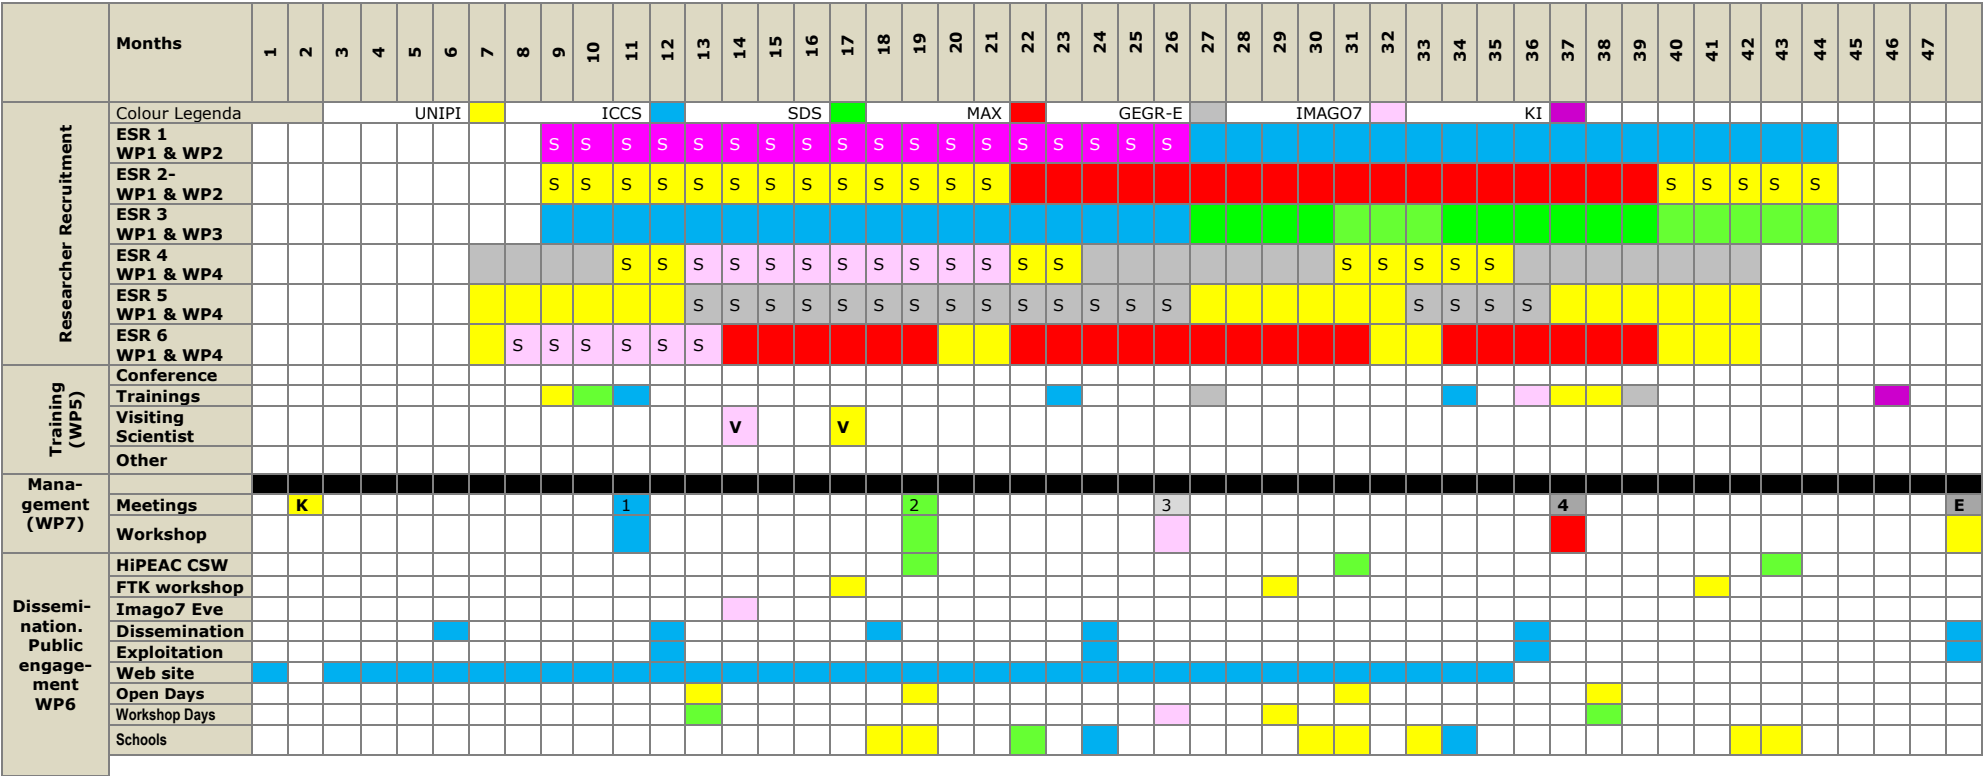 Months 1 2 3 4 5 6 7 8 9 10 11 12 13 14 15 16 17 18 19 20 21 22 23 24 25 26 27 28 29 30 31 32 33 34 35 36 37 38 39 40 41 42 43 44 45 46 47
Researcher Recruitment
Colour Legenda UNIPI ICCS SDS MAX GEGR-E IMAGO7 KI
ESR 1
WP1 & WP2
S S S S S S S S S S S S S S S S S S
ESR 2-
WP1 & WP2
S S S S S S S S S S S S S S S S S S
ESR 3
WP1 & WP3
ESR 4
WP1 & WP4
S S S S S S S S S S S S S S S S S S
ESR 5
WP1 & WP4
S S S S S S S S S S S S S S S S S S
ESR 6
WP1 & WP4
S S S S S S
Training
(WP5)
Conference
Trainings
Visiting
Scientist
V V
Other
Mana-
gement
(WP7)
Meetings K 1 2 3 4 E
Workshop
Dissemi-
nation.
Public
engage-
ment
WP6
HiPEAC CSW
FTK workshop
Imago7 Eve
Dissemination
Exploitation
Web site
Open Days
Workshop Days
Schools